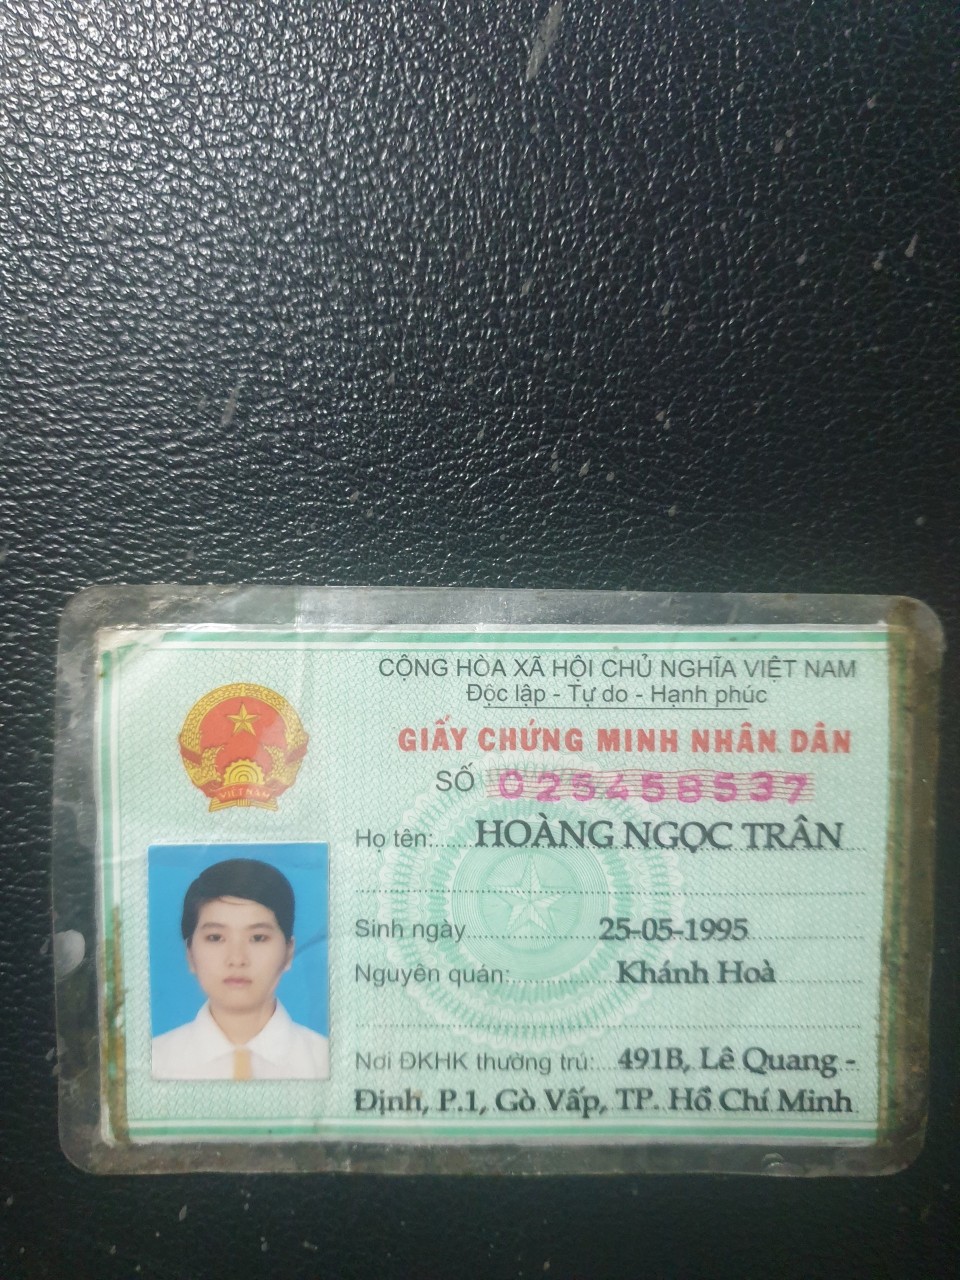 CỘNG HÒA XÃ HỘI CHỦ NGHĨA VIỆT NAM
Độc lập - Tự do - Hạnh phúc
GIẤY CHỨNG MINH NHÂN DÂN
SỐ 025458537
Họ tên: HOÀNG NGỌC TRÂN
Sinh ngày 25-05-1995
Nguyên quán: Khánh Hoà
Nơi ĐKHK thường trú: 491B, Lê Quang -
Định, P.1, Gò Vấp, TP. Hồ Chí Minh
VIỆT NAM